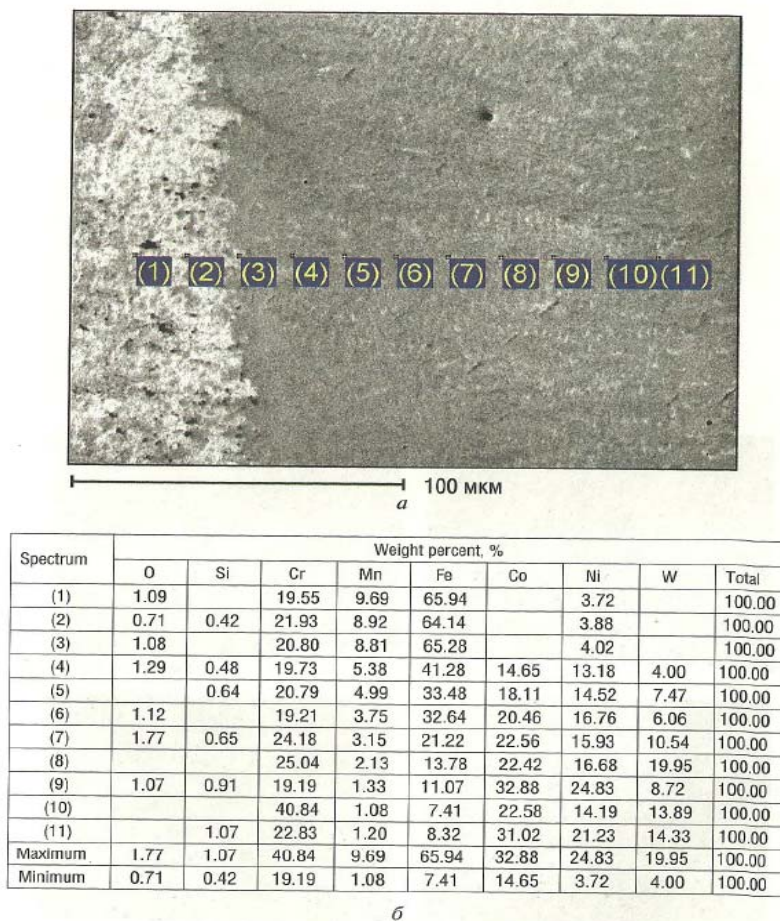 (1) (2) (3) (4) (5) (6) (7) (8) (9) (10) (11)
100 мкм
а
Spectrum Weight percent, %
O Si Cr Mn Fe Co Ni W Total
(1) 1.09 19.55 9.69 65.94 3.72 100.00
(2) 0.71 0.42 21.93 8.92 64.14 3.88 100.00
(3) 1.08 20.80 8.81 65.28 4.02 100.00
(4) 1.29 0.48 19.73 5.38 41.28 14.65 13.18 4.00 100.00
(5) 0.64 20.79 4.99 33.48 18.11 14.52 7.47 100.00
(6) 1.12 19.21 3.75 32.64 20.46 16.76 6.06 100.00
(7) 1.77 0.65 24.18 3.15 21.22 22.56 15.93 10.54 100.00
(8) 25.04 2.13 13.78 22.42 16.68 19.95 100.00
(9) 1.07 0.91 19.19 1.33 11.07 32.88 24.83 8.72 100.00
(10) 40.84 1.08 7.41 22.58 14.19 13.89 100.00
(11) 1.07 22.83 1.20 8.32 31.02 21.23 14.33 100.00
Maximum 1.77 1.07 40.84 9.69 65.94 32.88 24.83 19.95 100.00
Minimum 0.71 0.42 19.19 1.08 7.41 14.65 3.72 4.00 100.00
б